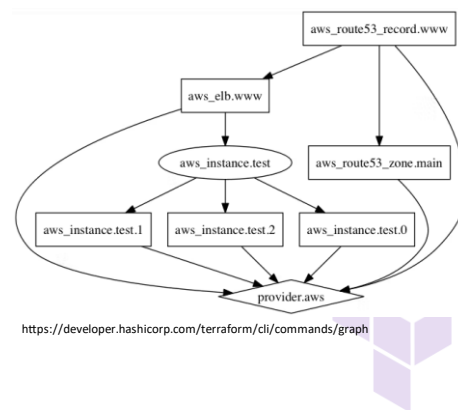 aws_route53_record.www
aws_elb.www
aws_instance.test
aws_route53_zone.main
aws_instance.test.1
aws_instance.test.2
aws_instance.test.0
provider.aws
https://developer.hashicorp.com/terraform/cli/commands/graph